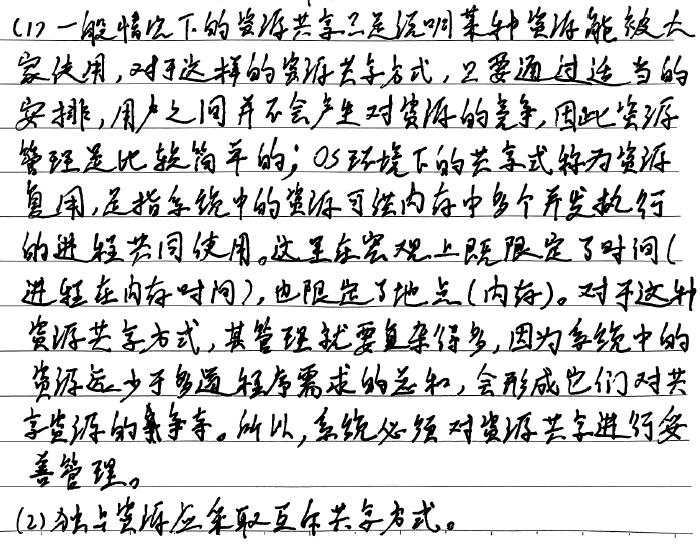 (1) 一般情况下的资源共享只是说明某种资源能被大
家使用,对于这样的资源共享方式,只要通过适当的
安排,用户之间并不会产生对资源的竞争,因此资源
管理是比较简单的;OS环境下的共享或称为资源
复用,是指系统中的资源可供内存中多个并发执行
的进程共同使用。这里在宏观上既限定了时间(
进程在内存时间),也限定了地点(内存)。对于这种
资源共享方式,其管理就要复杂得多,因为系统中的
资源远少于多道程序需求的总和,会形成它们对共
享资源的争夺。所以,系统必须对资源共享进行妥
善管理。
(2)独占资源应采取互斥共享方式。